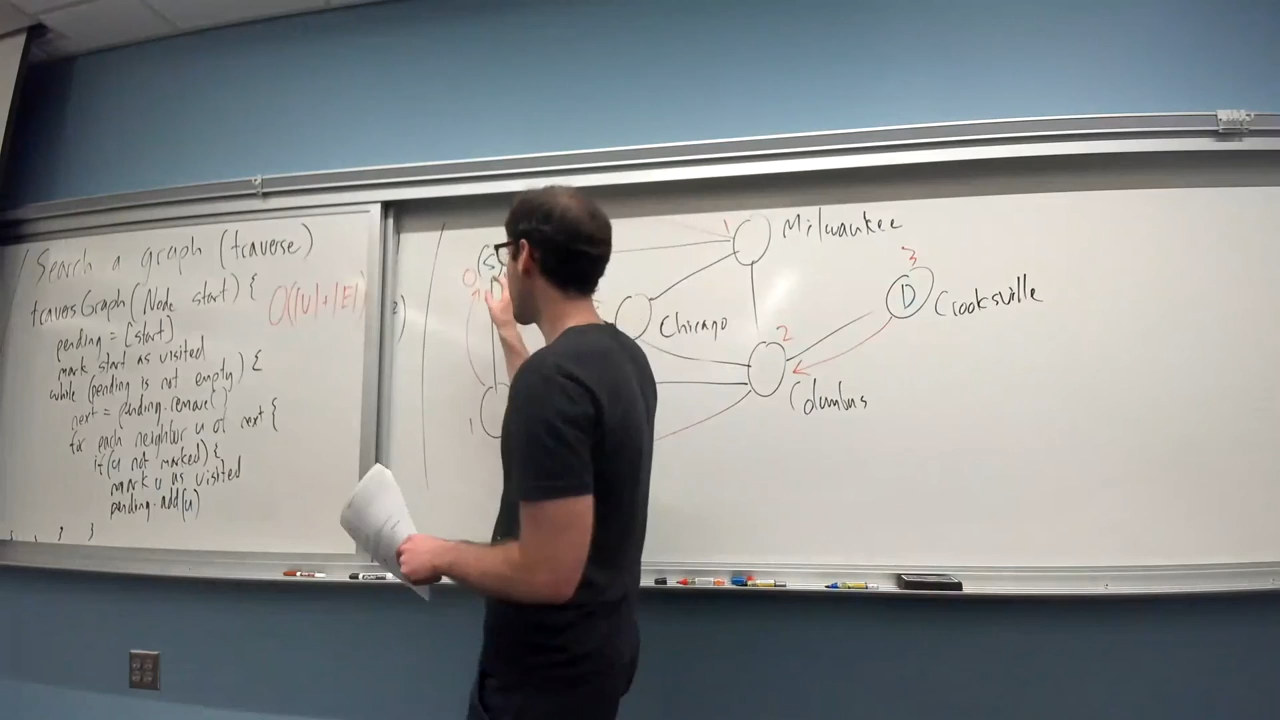 Search a graph (traverse)
traversGraph(Node start) {
O(|V|+|E|)
pending = [start]
mark start as visited
while (pending is not empty) {
next = pending.remove()
for each neighbor u of next {
if (u not marked) {
mark u as visited
pending.add(u)
} }
2)
(S
0
1
1
Milwaukee
Chicago
2
Columbus
3
D
Crooksville